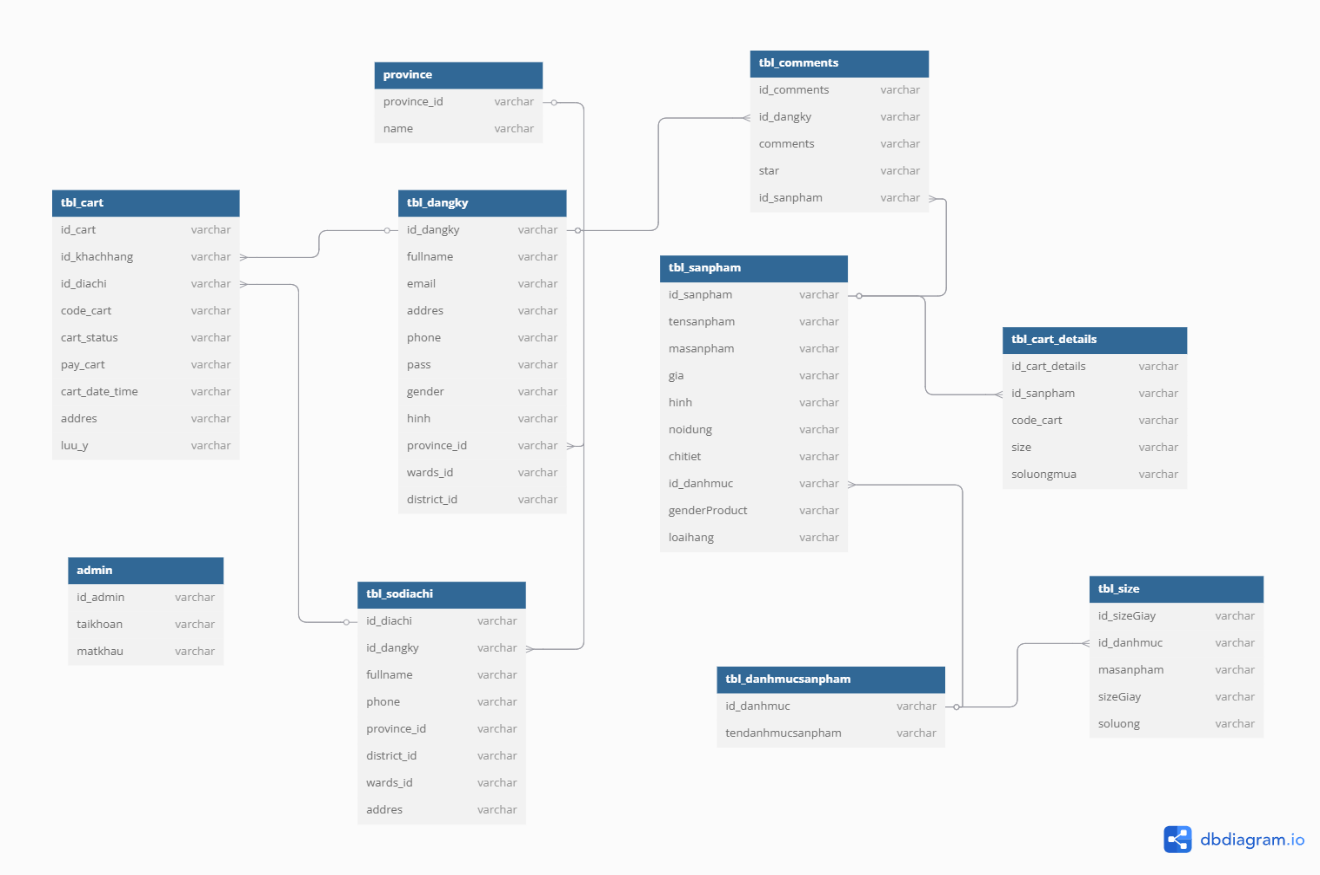 province
province_id varchar
name varchar
tbl_comments
id_comments varchar
id_dangky varchar
comments varchar
star varchar
id_sanpham varchar
tbl_cart
id_cart varchar
id_khachhang varchar
id_diachi varchar
code_cart varchar
cart_status varchar
pay_cart varchar
cart_date_time varchar
addres varchar
luu_y varchar
tbl_dangky
id_dangky varchar
fullname varchar
email varchar
addres varchar
phone varchar
pass varchar
gender varchar
hinh varchar
province_id varchar
wards_id varchar
district_id varchar
tbl_sanpham
id_sanpham varchar
tensanpham varchar
masanpham varchar
gia varchar
hinh varchar
noidung varchar
chitiet varchar
id_danhmuc varchar
genderProduct varchar
loaihang varchar
tbl_cart_details
id_cart_details varchar
id_sanpham varchar
code_cart varchar
size varchar
soluongmua varchar
admin
id_admin varchar
taikhoan varchar
matkhau varchar
tbl_sodiachi
id_diachi varchar
id_dangky varchar
fullname varchar
phone varchar
province_id varchar
district_id varchar
wards_id varchar
addres varchar
tbl_danhmucsanpham
id_danhmuc varchar
tendanhmucsanpham varchar
tbl_size
id_sizeGiay varchar
id_danhmuc varchar
masanpham varchar
sizeGiay varchar
soluong varchar
dbdiagram.io